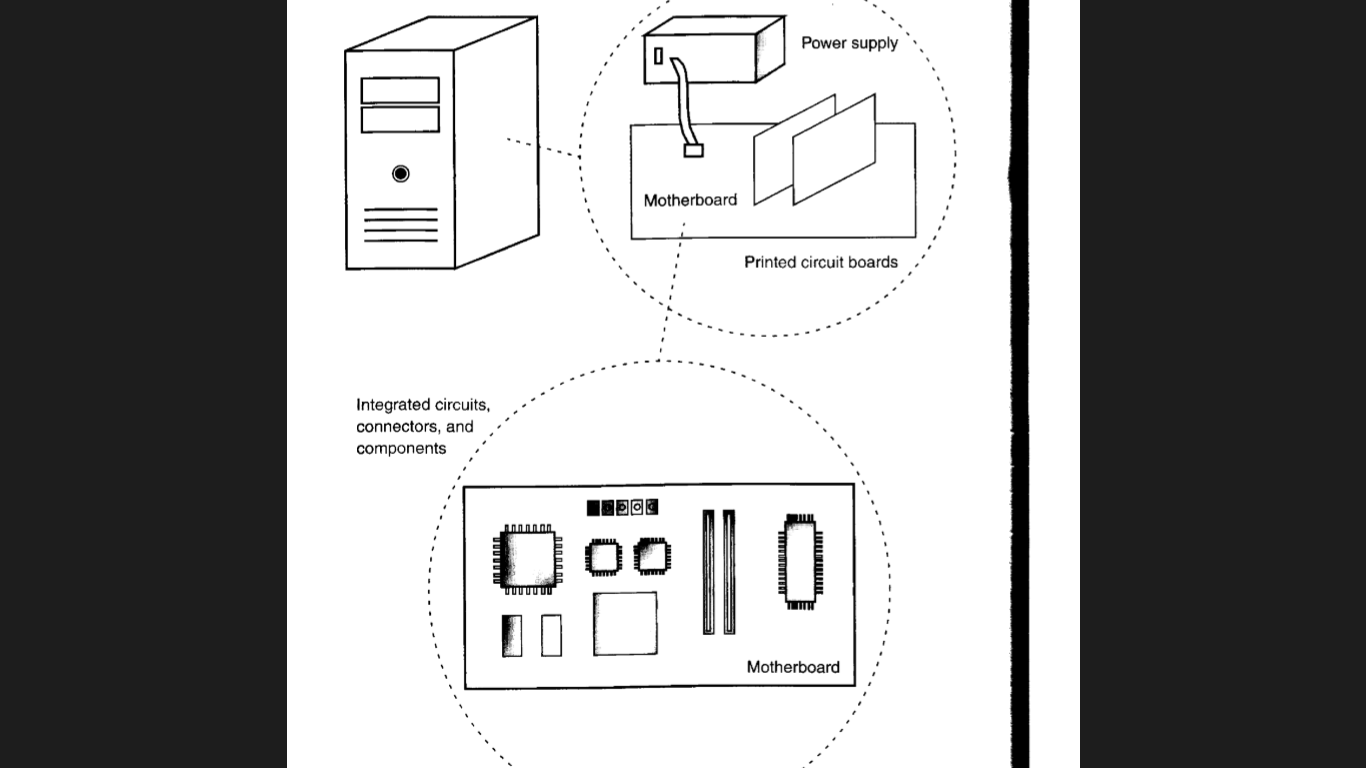 Power supply
Motherboard
Printed circuit boards
Integrated circuits,
connectors, and
components
Motherboard